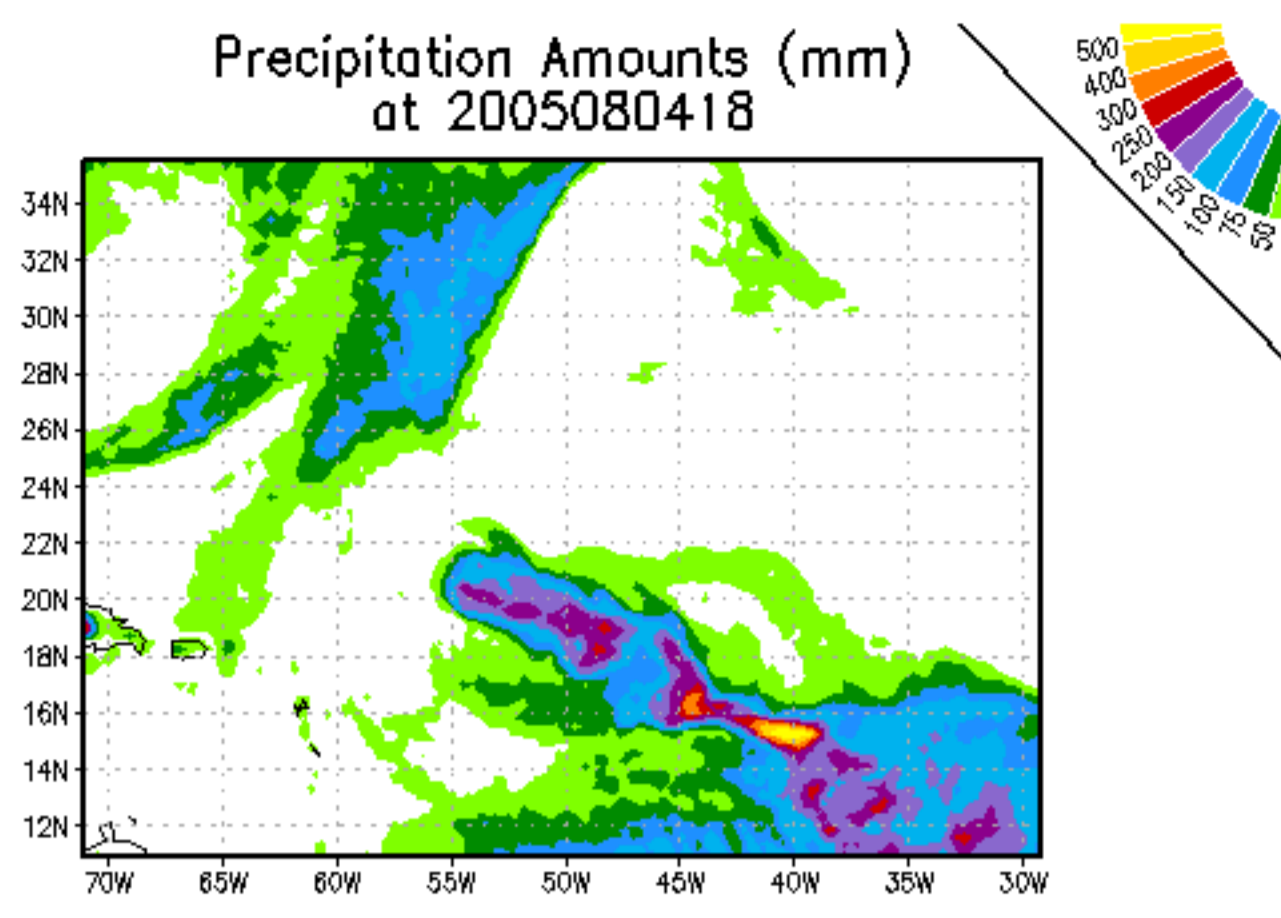 Precipitation Amounts (mm)
at 2005080418
500
400
300
250
200
150
100
75
50
34N
32N
30N
28N
26N
24N
22N
20N
18N
16N
14N
12N
70W 65W 60W 55W 50W 45W 40W 35W 30W